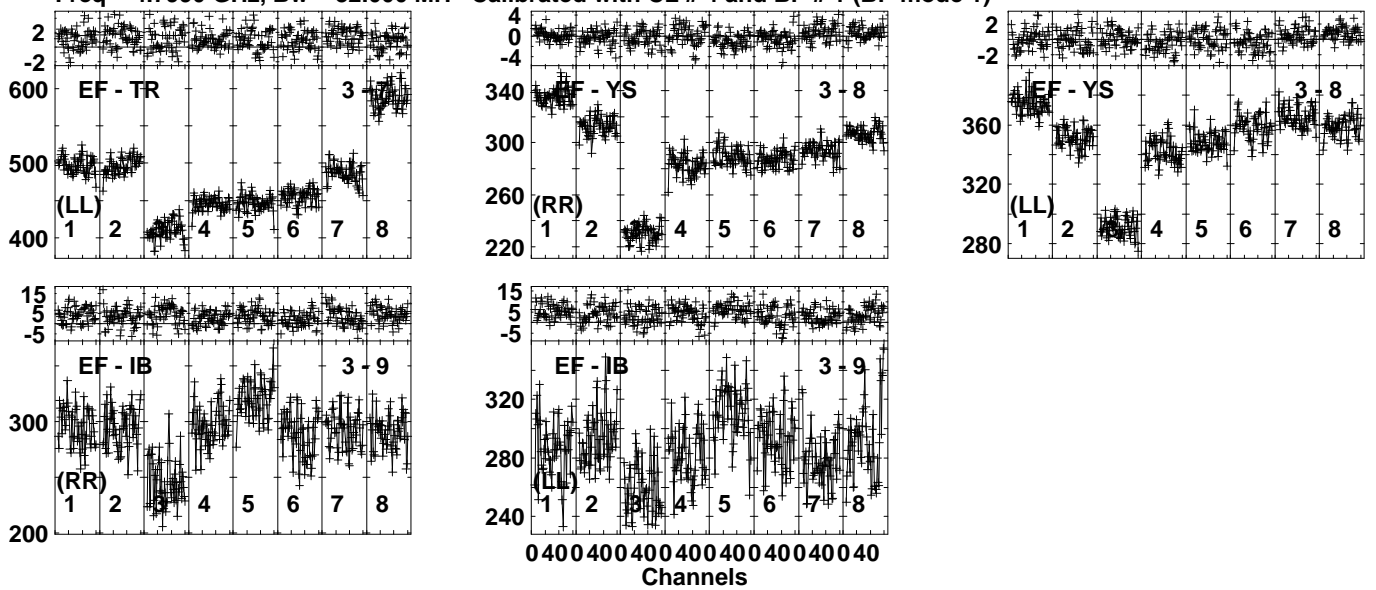 2 -2 600 500 400 EF - TR (LL) 1 2 3 4 5 6 7 8
4 0 -4 340 300 260 220 EF - YS 3 - 8 (RR) 1 2 3 4 5 6 7 8
2 -2 360 320 280 EF - YS 3 - 8 (LL) 1 2 3 4 5 6 7 8
15 5 -5 300 200 EF - IB 3 - 9 (RR) 1 2 3 4 5 6 7 8
15 5 -5 320 280 240 EF - IB 3 - 9 (LL) 1 2 3 4 5 6 7 8
0 40 0 40 0 40 0 40 0 40 0 40 0 40 0 40
Channels